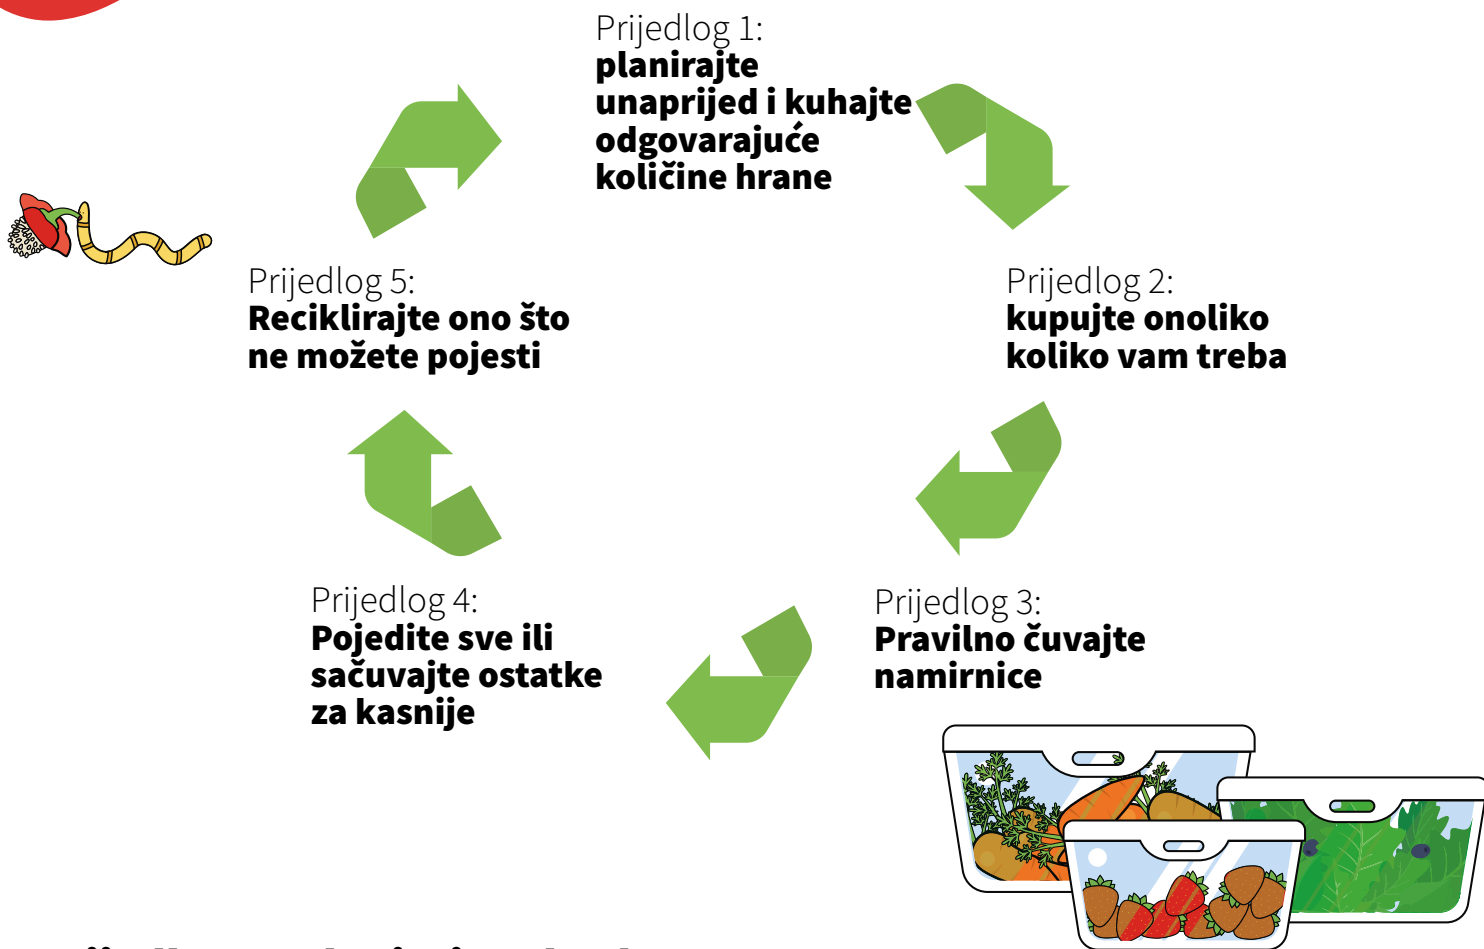 Prijedlog 1:
planirajte
unaprijed i kuhajte
odgovarajuće
količine hrane
Prijedlog 2:
kupujte onoliko
koliko vam treba
Prijedlog 3:
Pravilno čuvajte
namirnice
Prijedlog 4:
Pojedite sve ili
sačuvajte ostatke
za kasnije
Prijedlog 5:
Reciklirajte ono što
ne možete pojesti